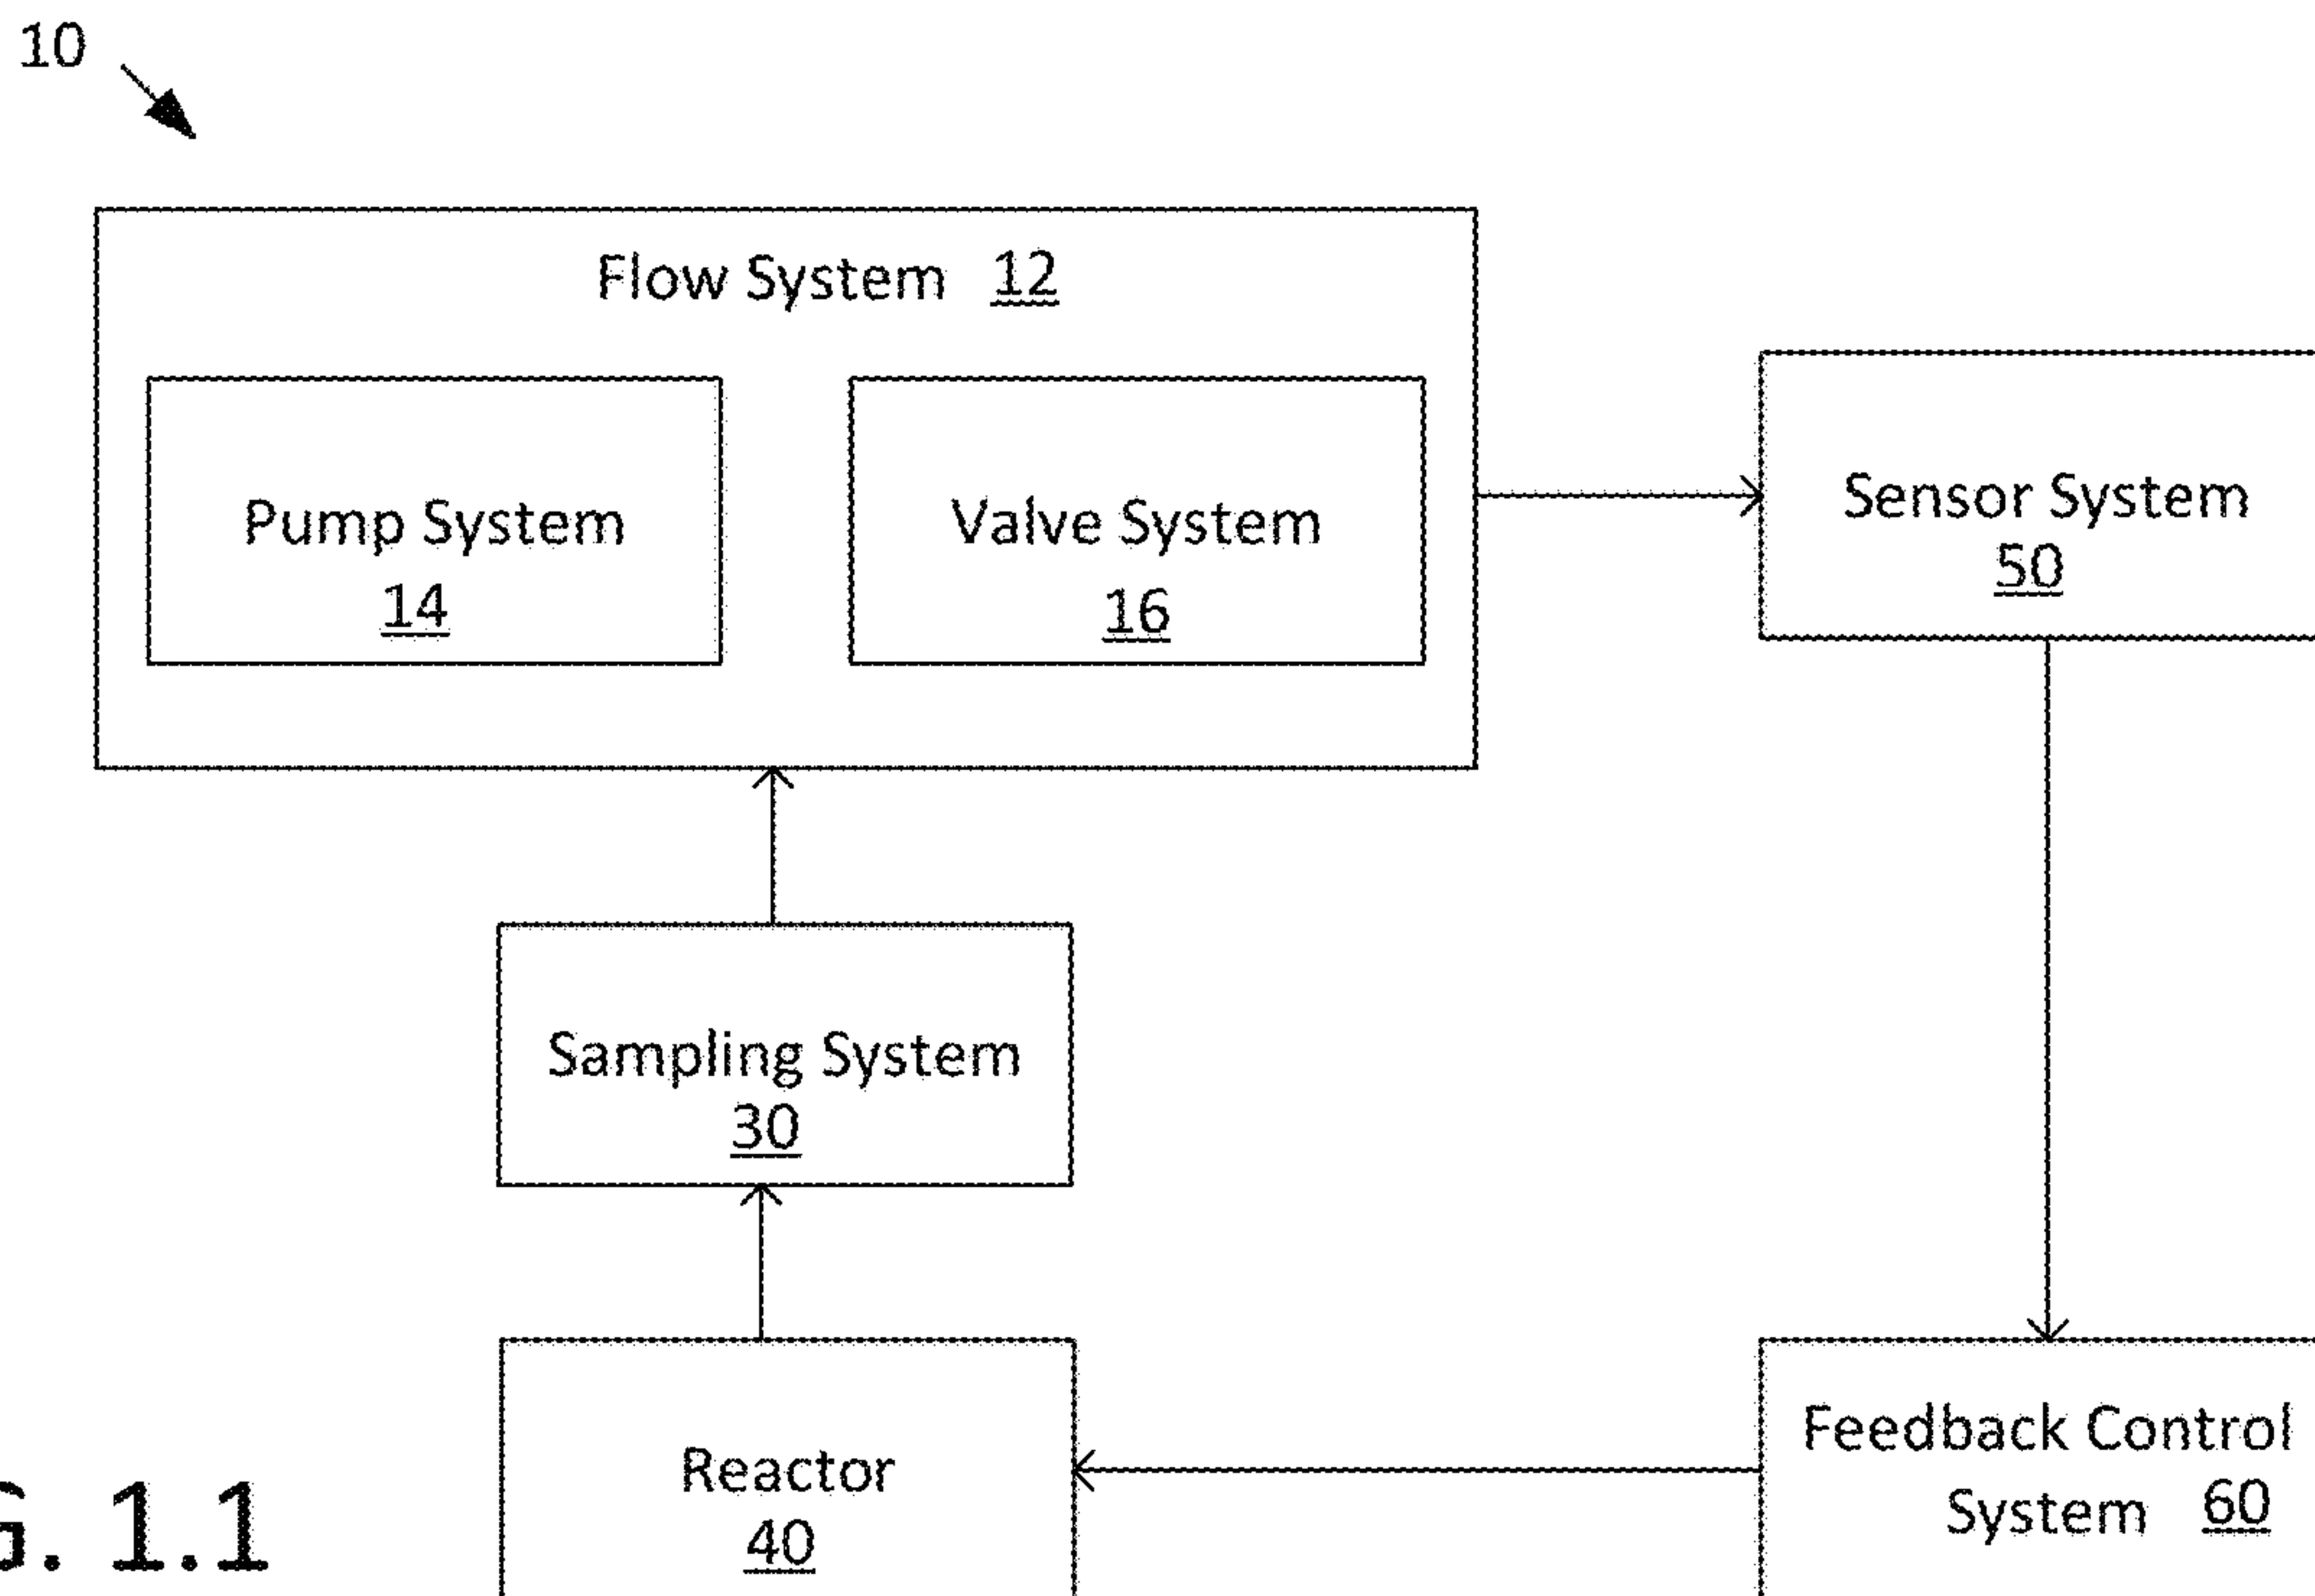 10
Flow System 12
Pump System
14
Valve System
16
Sensor System
50
Sampling System
30
Reactor
40
Feedback Control
System 60
G. 1.1